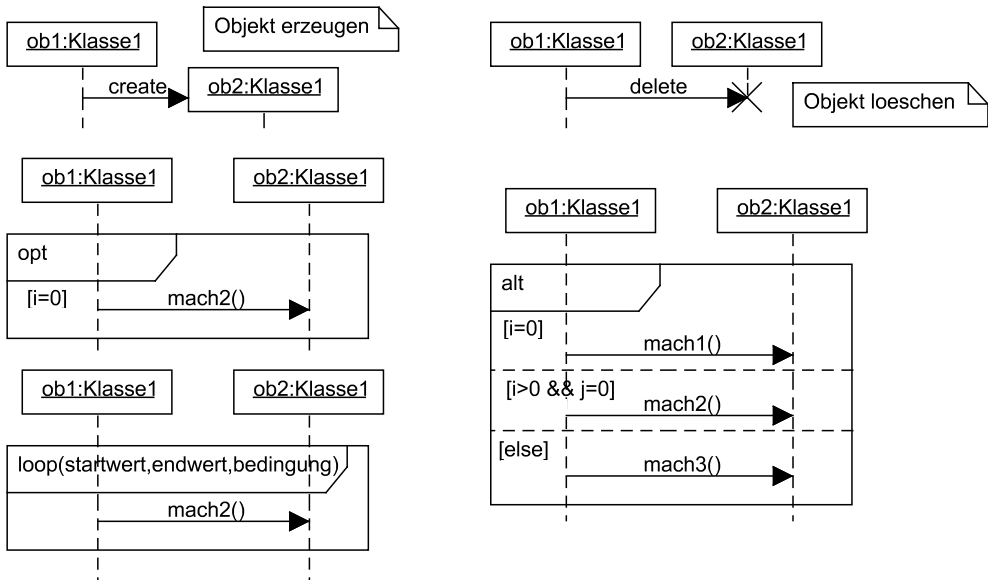 ob1:Klasse1
Objekt erzeugen
create
ob2:Klasse1
ob1:Klasse1
ob2:Klasse1
delete
Objekt loeschen
ob1:Klasse1
ob2:Klasse1
opt
[i=0]
mach2()
ob1:Klasse1
ob2:Klasse1
alt
[i=0]
mach1()
[i>0 && j=0]
mach2()
[else]
mach3()
ob1:Klasse1
ob2:Klasse1
loop(startwert,endwert,bedingung)
mach2()